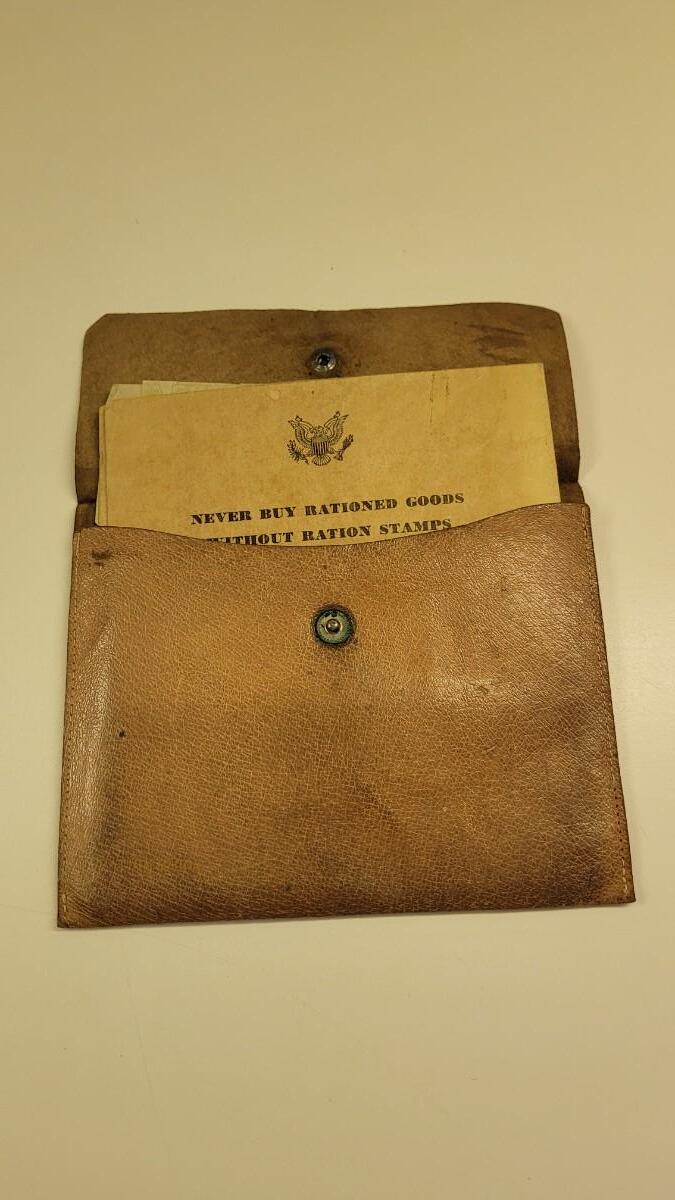 NEVER BUY RATIONED GOODS
WITHOUT RATION STAMPS